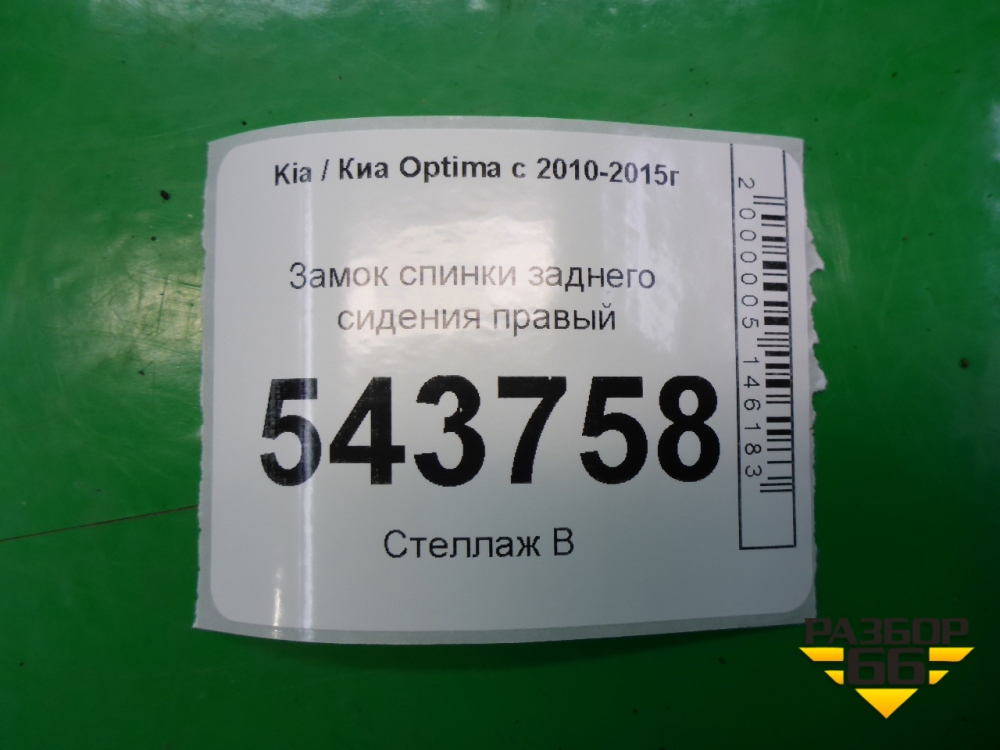 Kia / Киа Optima с 2010-2015г
Замок спинки заднего
сидения правый
543758
Стеллаж В
2000005146183
РАЗБОР
66